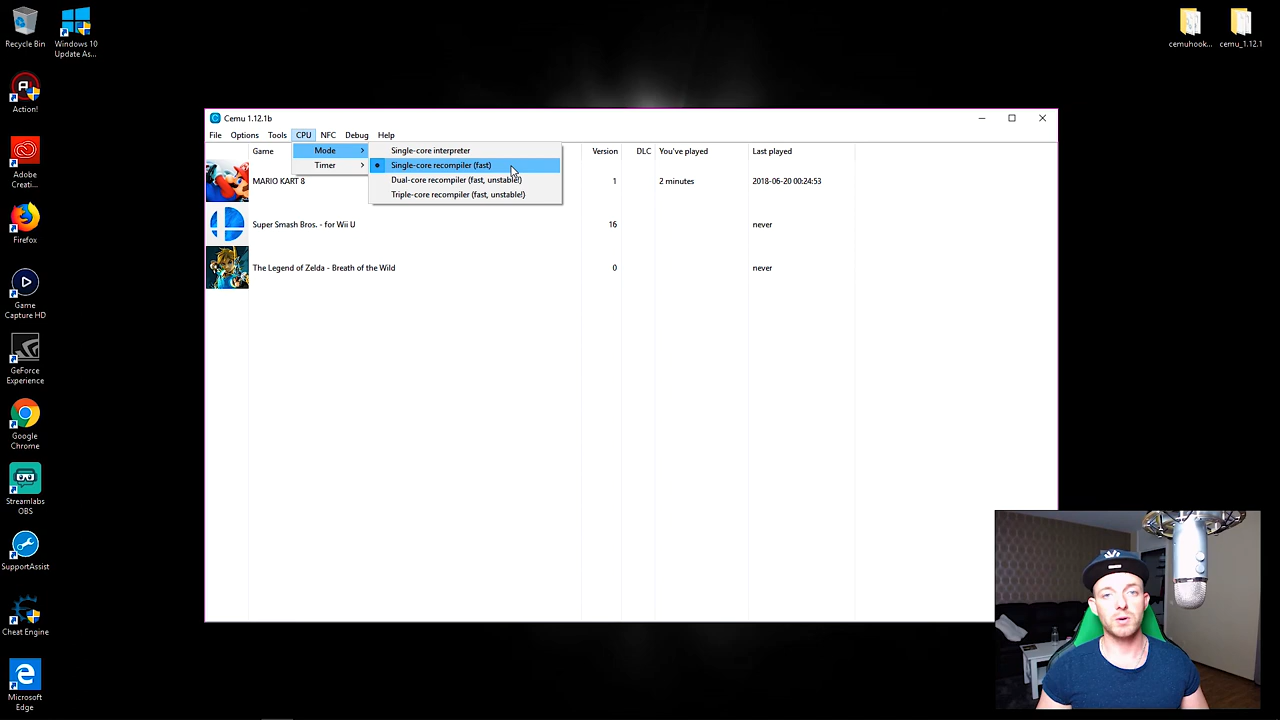 Recycle Bin
Windows 10
Update As...
Action!
Adobe
Creati...
Firefox
Game
Capture HD
GeForce
Experience
Google
Chrome
Streamlabs
OBS
SupportAssist
Cheat Engine
Microsoft
Edge
cemuhook...
cemu_1.12.1
Cemu 1.12.1b
File Options Tools CPU NFC Debug Help
Mode
Timer
Single-core interpreter
Single-core recompiler (fast)
Dual-core recompiler (fast, unstable!)
Triple-core recompiler (fast, unstable!)
Game Version DLC You've played Last played
MARIO KART 8 1 2 minutes 2018-06-20 00:24:53
Super Smash Bros. - for Wii U 16 never
The Legend of Zelda - Breath of the Wild 0 never